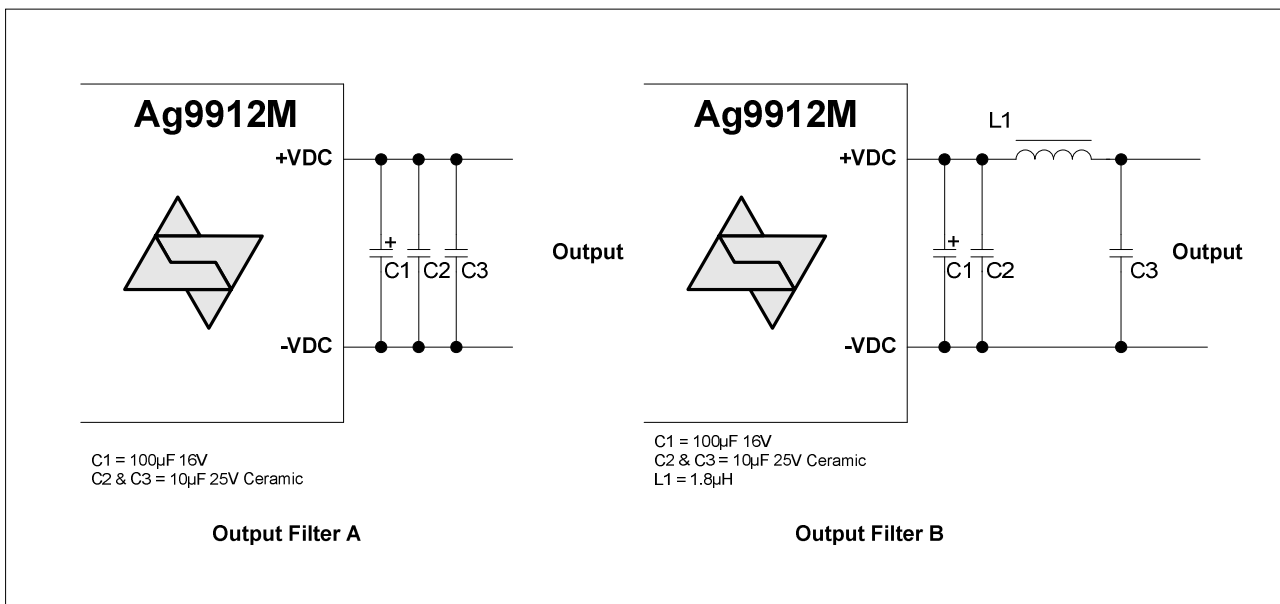 Ag9912M
+VDC
+
C1
C2
C3
Output
-VDC
C1 = 100µF 16V
C2 & C3 = 10µF 25V Ceramic
Output Filter A
Ag9912M
L1
+VDC
+
C1
C2
C3
Output
-VDC
C1 = 100µF 16V
C2 & C3 = 10µF 25V Ceramic
L1 = 1.8µH
Output Filter B